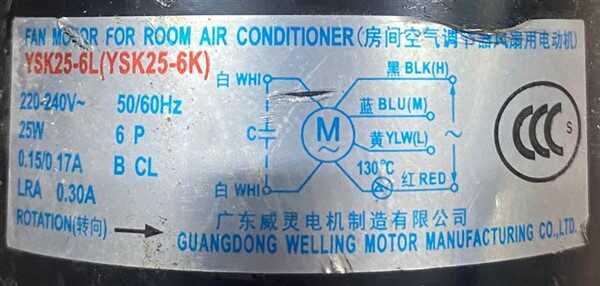 FAN MOTOR FOR ROOM AIR CONDITIONER(房间空气调节器风扇用电动机)
YSK25-6L(YSK25-6K)
220-240V~ 50/60Hz
25W 6 P
0.15/0.17A B CL
LRA 0.30A
ROTATION(转向)
白 WHI
黑 BLK(H)
蓝 BLU(M)
C
M
黄 YLW(L)
130℃
白 WHI
红 RED
CCC S
广东威灵电机制造有限公司
GUANGDONG WELLING MOTOR MANUFACTURING CO.,LTD.